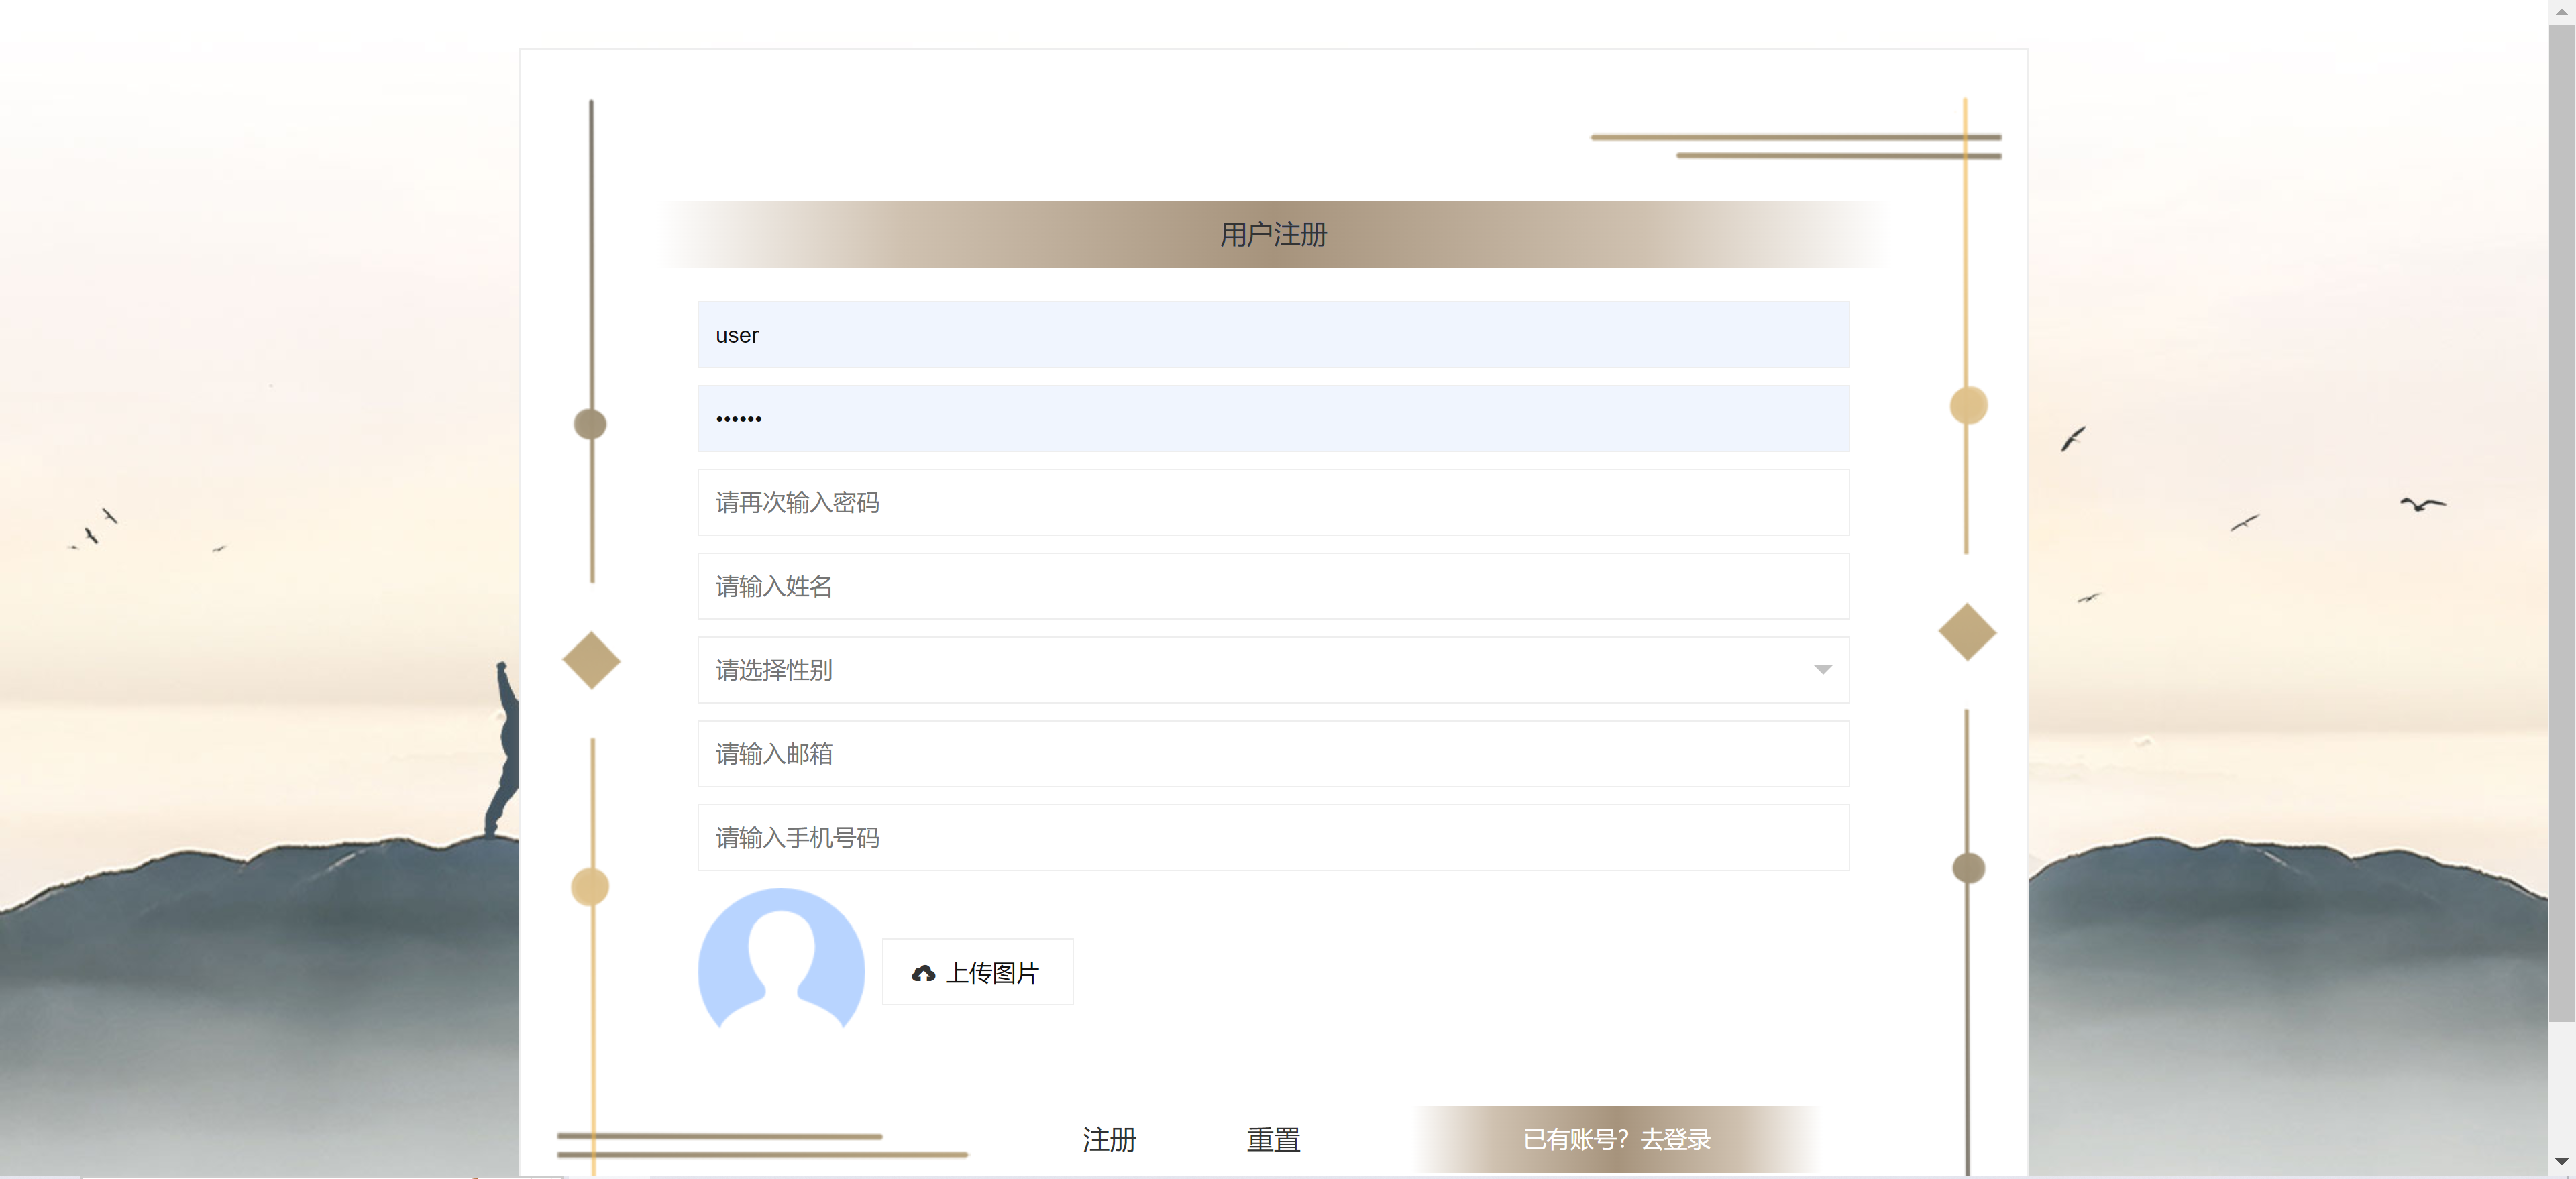 用户注册
user
••••••
请再次输入密码
请输入姓名
请选择性别
请输入邮箱
请输入手机号码
上传图片
注册 重置 已有账号？去登录